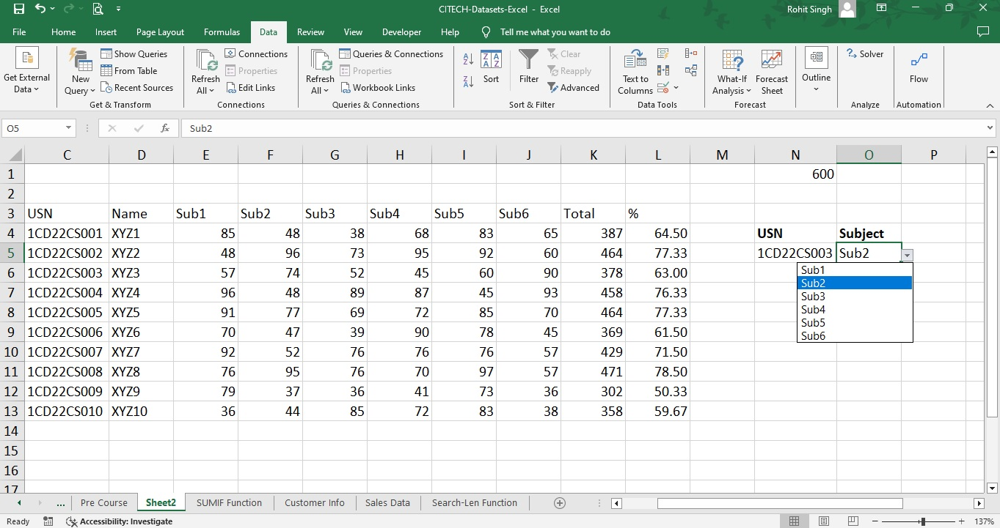 CITECH-Datasets-Excel - Excel
Rohit Singh
File Home Insert Page Layout Formulas Data Review View Developer Help Tell me what you want to do
Get External Data
New Query
Show Queries
From Table
Recent Sources
Get & Transform
Refresh All
Connections
Properties
Edit Links
Connections
Refresh All
Queries & Connections
Properties
Workbook Links
Queries & Connections
Sort
Filter
Clear
Reapply
Advanced
Sort & Filter
Text to Columns
Data Tools
What-If Analysis
Forecast Sheet
Forecast
Outline
Solver
Analyze
Flow
Automation
O5 fx Sub2
C D E F G H I J K L M N O P
1 600
2
3 USN Name Sub1 Sub2 Sub3 Sub4 Sub5 Sub6 Total %
4 1CD22CS001 XYZ1 85 48 38 68 83 65 387 64.50 USN Subject
5 1CD22CS002 XYZ2 48 96 73 95 92 60 464 77.33 1CD22CS003 Sub2
6 1CD22CS003 XYZ3 57 74 52 45 60 90 378 63.00
7 1CD22CS004 XYZ4 96 48 89 87 45 93 458 76.33
8 1CD22CS005 XYZ5 91 77 69 72 85 70 464 77.33
9 1CD22CS006 XYZ6 70 47 39 90 78 45 369 61.50
10 1CD22CS007 XYZ7 92 52 76 76 76 57 429 71.50
11 1CD22CS008 XYZ8 76 95 76 70 97 57 471 78.50
12 1CD22CS009 XYZ9 79 37 36 41 73 36 302 50.33
13 1CD22CS010 XYZ10 36 44 85 72 83 38 358 59.67
Sub1
Sub2
Sub3
Sub4
Sub5
Sub6
14
15
16
17
... Pre Course Sheet2 SUMIF Function Customer Info Sales Data Search-Len Function
Ready Accessibility: Investigate 137%